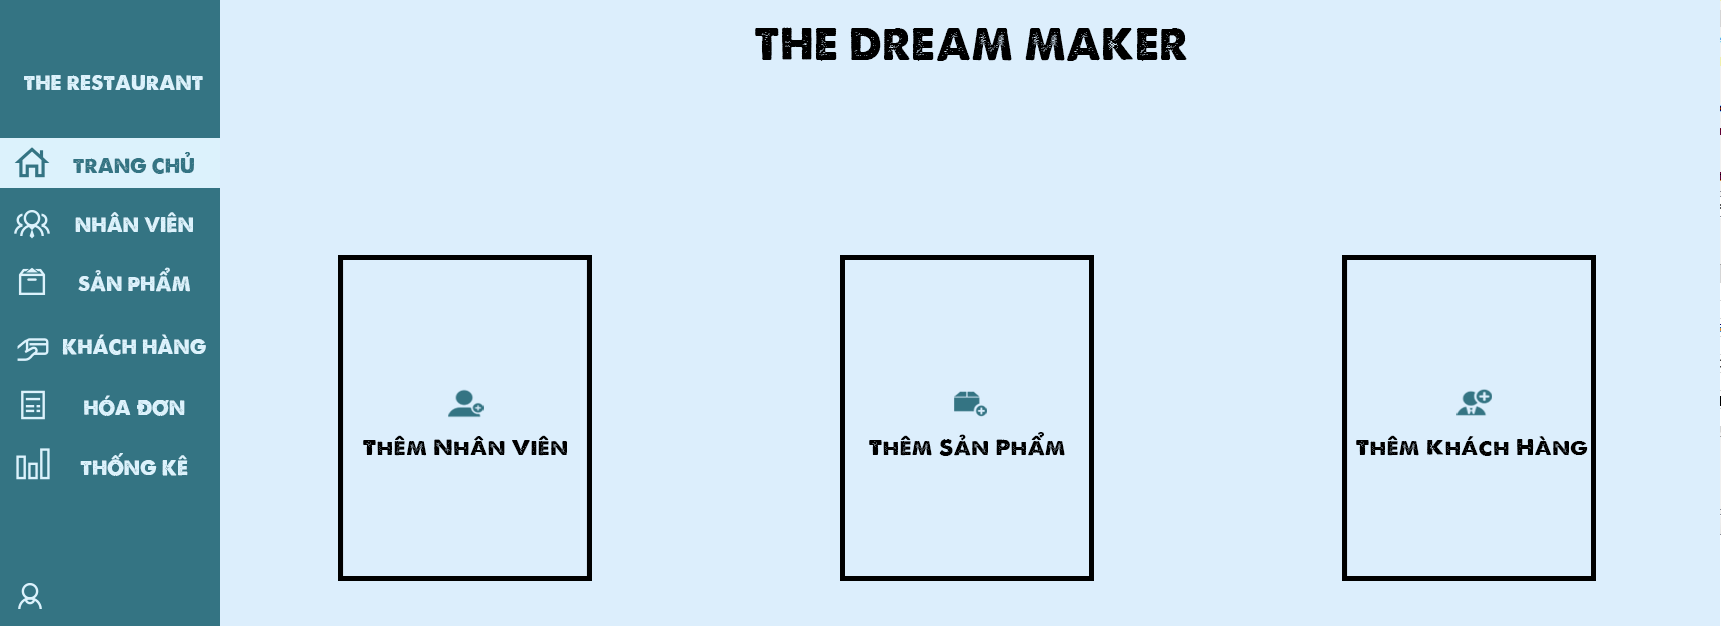 THE RESTAURANT
TRANG CHỦ
NHÂN VIÊN
SẢN PHẨM
KHÁCH HÀNG
HÓA ĐƠN
THỐNG KÊ
THE DREAM MAKER
THÊM NHÂN VIÊN
THÊM SẢN PHẨM
THÊM KHÁCH HÀNG